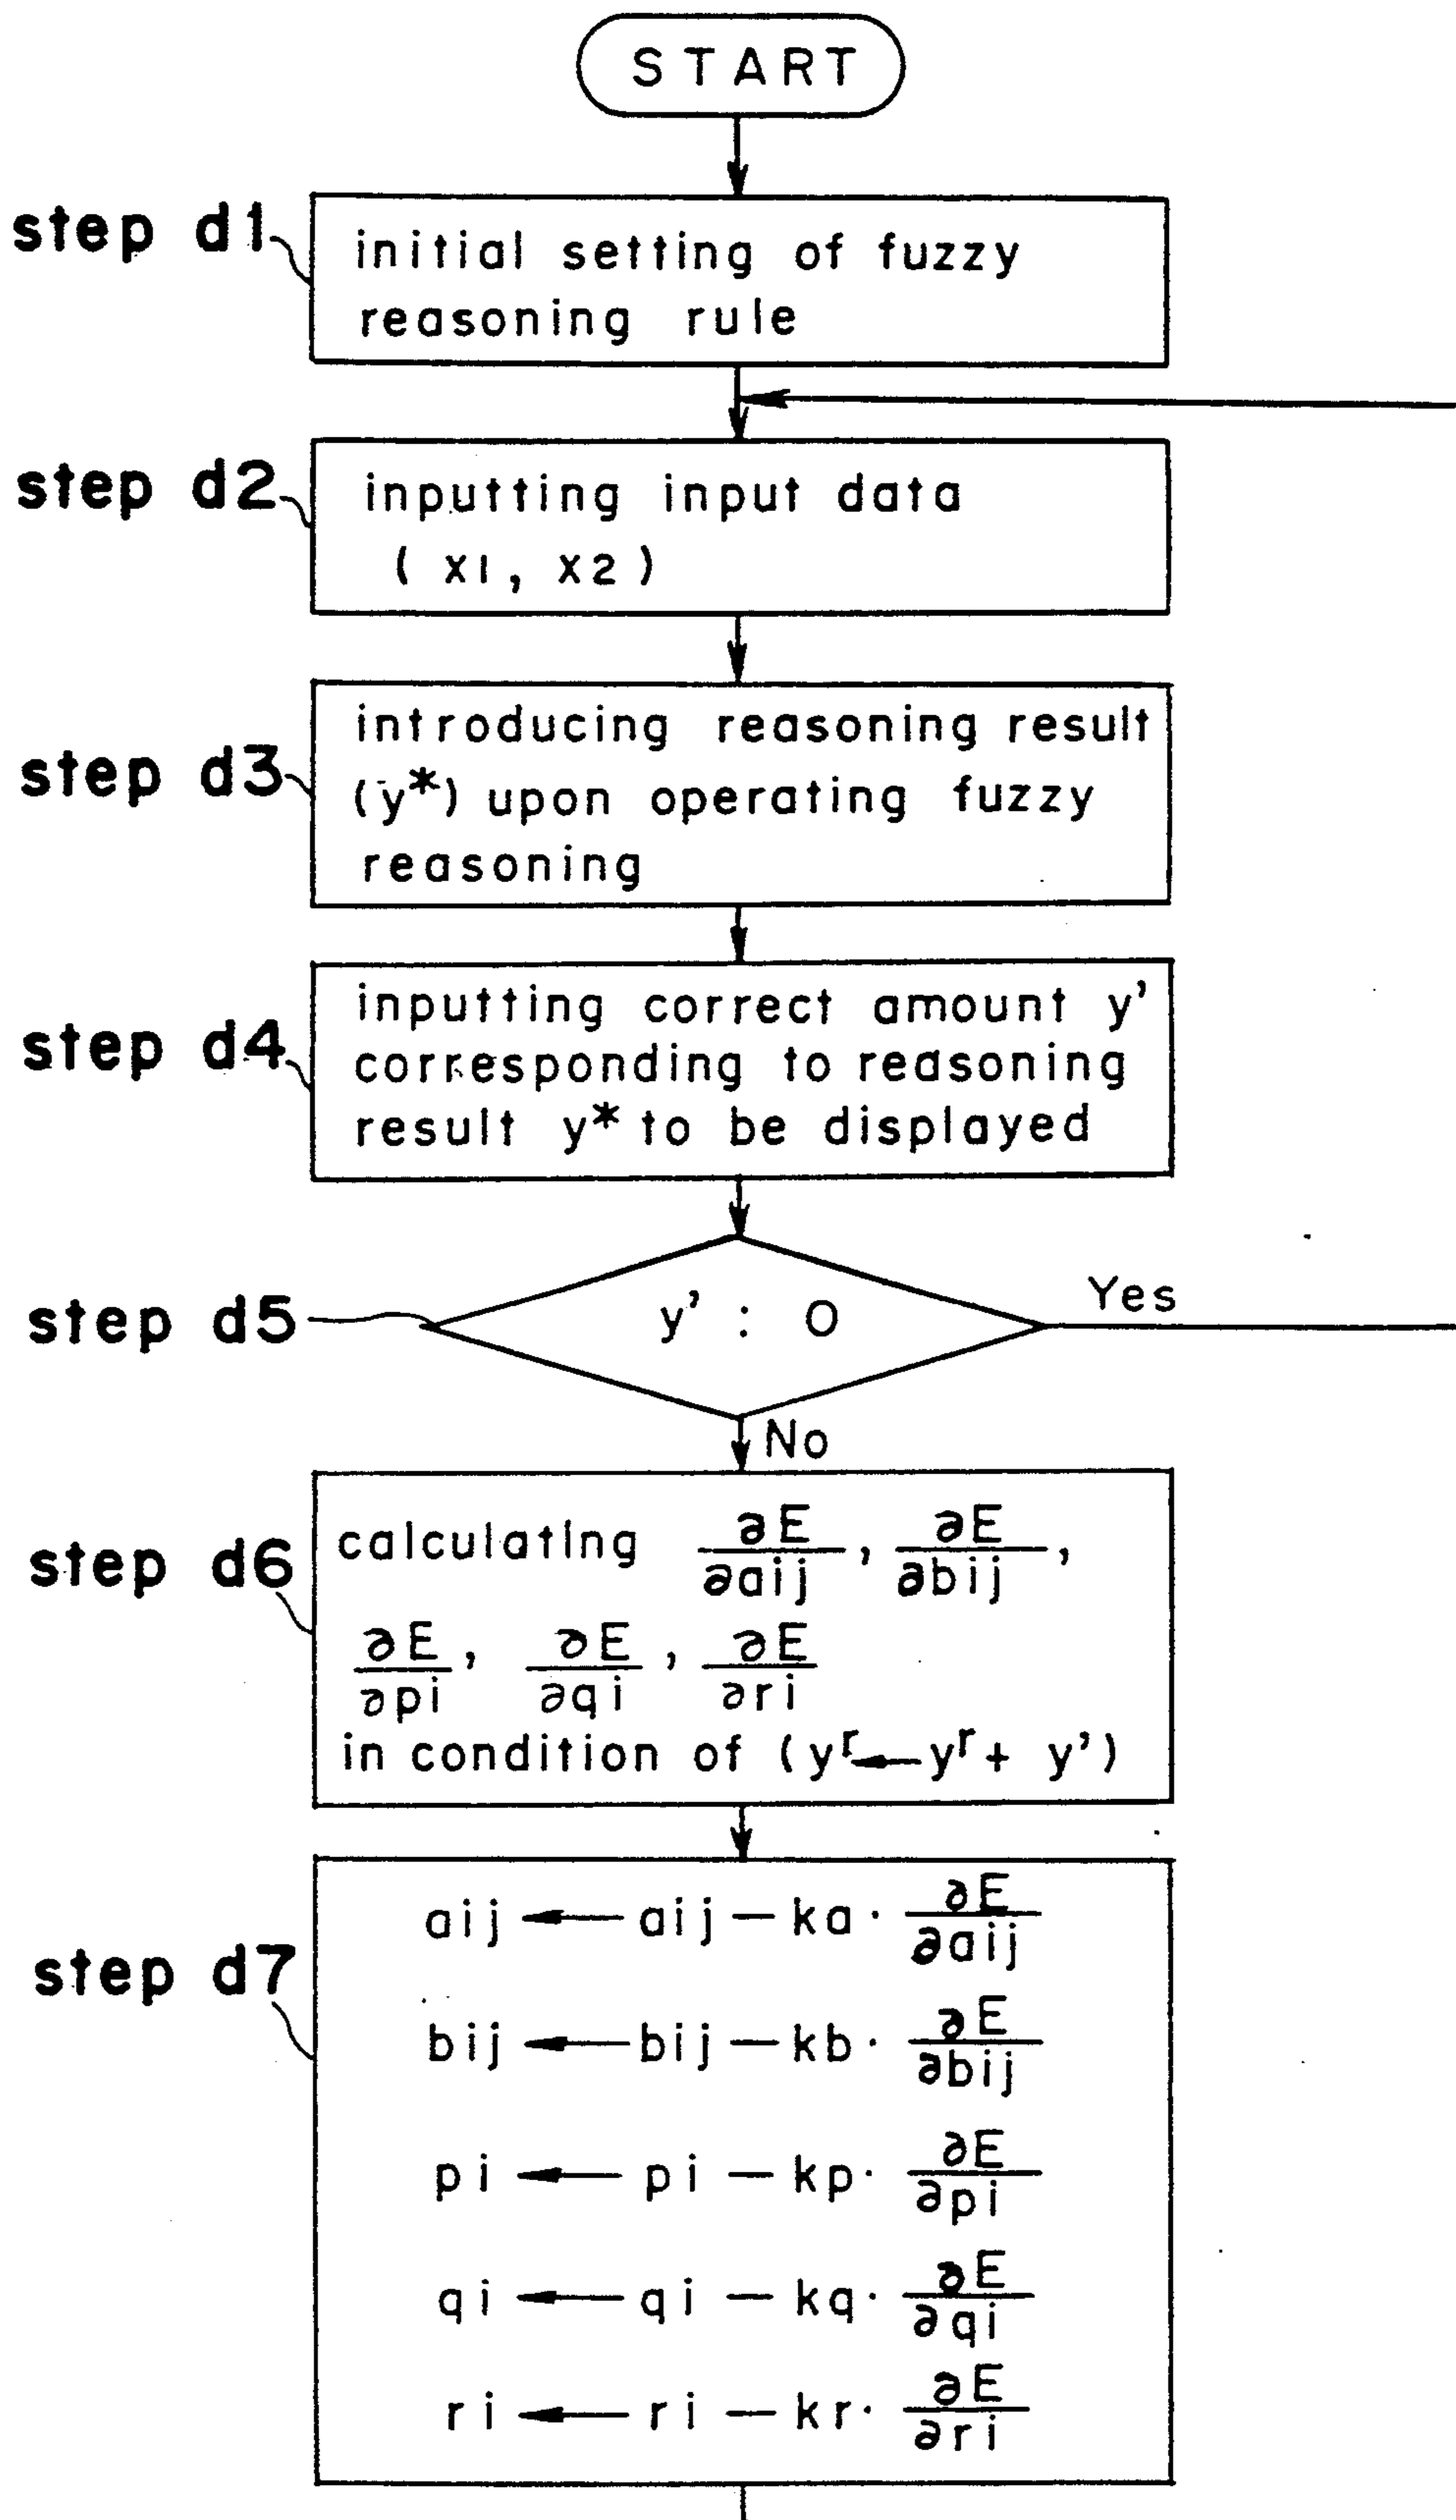 START
step d1
initial setting of fuzzy
reasoning rule
step d2
inputting input data
( x1, x2 )
step d3
introducing reasoning result
(y*) upon operating fuzzy
reasoning
step d4
inputting correct amount y'
corresponding to reasoning
result y* to be displayed
step d5
y' : 0
Yes
No
step d6
calculating ∂E/∂aij, ∂E/∂bij,
∂E/∂pi, ∂E/∂qi, ∂E/∂ri
in condition of (yʳ ← yʳ + y')
step d7
aij ← aij — ka · ∂E/∂aij
bij ← bij — kb · ∂E/∂bij
pi ← pi — kp · ∂E/∂pi
qi ← qi — kq · ∂E/∂qi
ri ← ri — kr · ∂E/∂ri